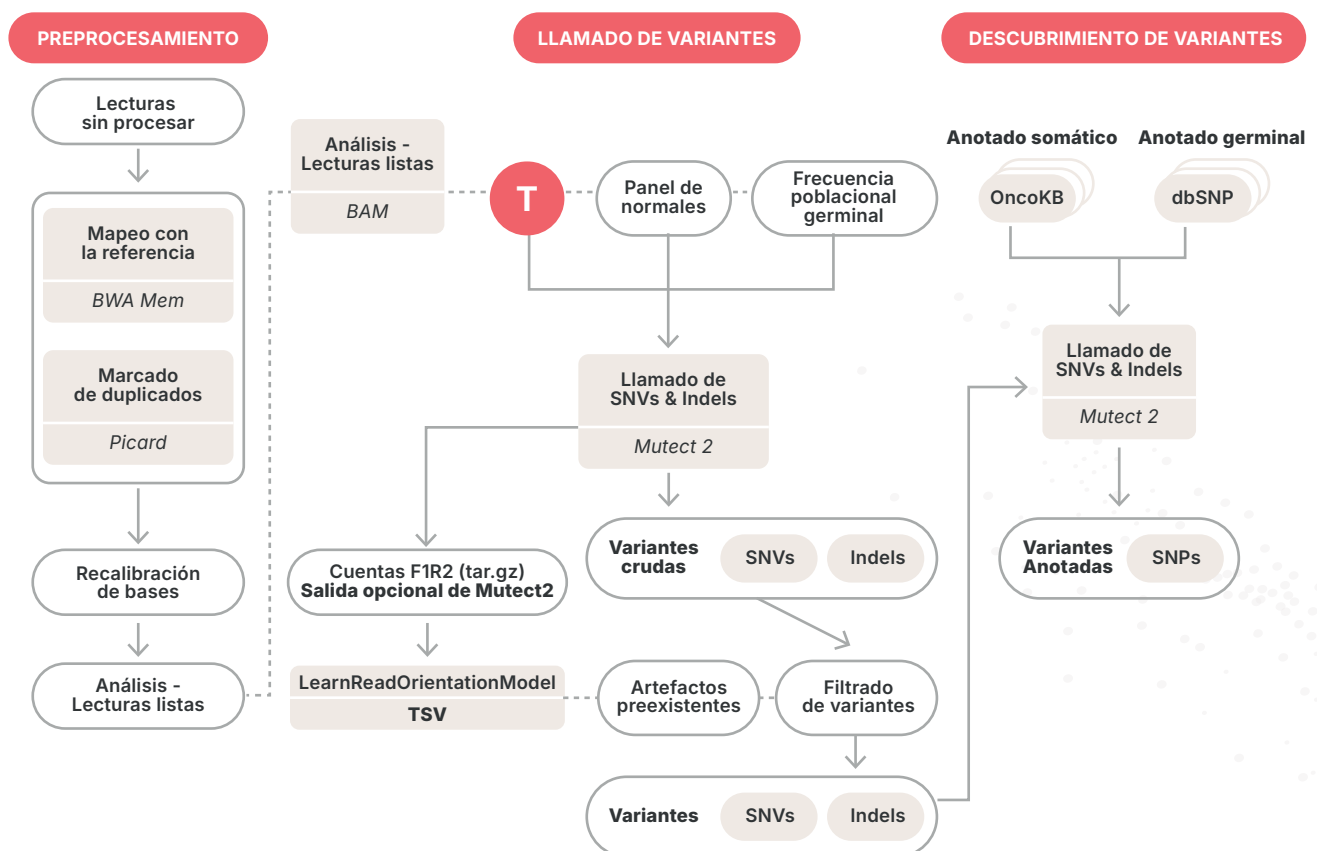 PREPROCESAMIENTO
Lecturas
sin procesar
Mapeo con
la referencia
BWA Mem
Marcado
de duplicados
Picard
Recalibración
de bases
Análisis -
Lecturas listas
LLAMADO DE VARIANTES
Análisis -
Lecturas listas
BAM
T
Panel de
normales
Frecuencia
poblacional
germinal
Llamado de
SNVs & Indels
Mutect 2
Cuentas F1R2 (tar.gz)
Salida opcional de Mutect2
LearnReadOrientationModel
TSV
Variantes
crudas
SNVs
Indels
Artefactos
preexistentes
Filtrado
de variantes
Variantes
SNVs
Indels
DESCUBRIMIENTO DE VARIANTES
Anotado somático
Anotado germinal
OncoKB
dbSNP
Llamado de
SNVs & Indels
Mutect 2
Variantes
Anotadas
SNPs